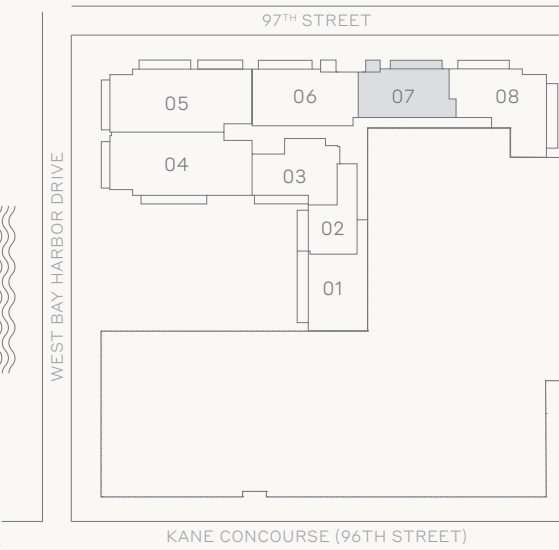 97TH STREET
05
06
07
08
04
03
02
01
WEST BAY HARBOR DRIVE
KANE CONCOURSE (96TH STREET)